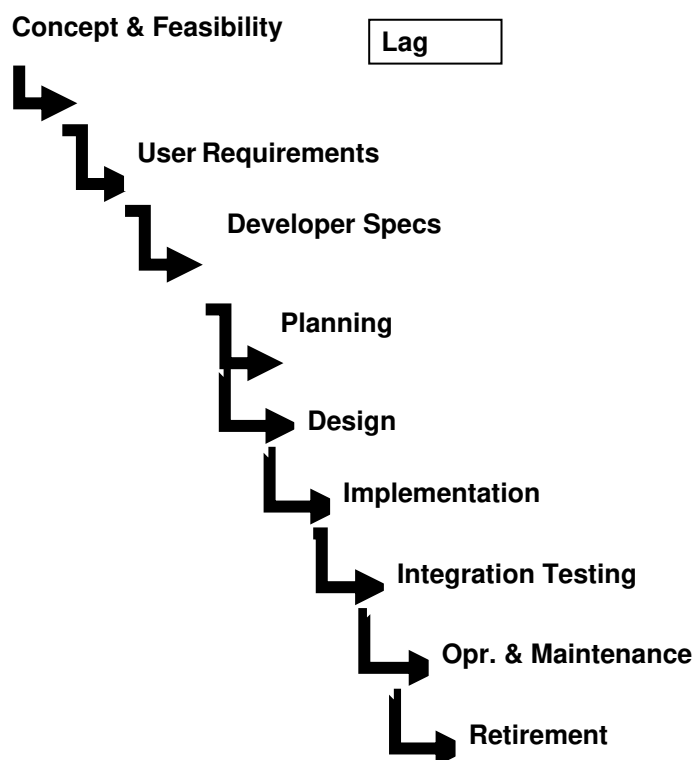 Concept & Feasibility
Lag
User Requirements
Developer Specs
Planning
Design
Implementation
Integration Testing
Opr. & Maintenance
Retirement